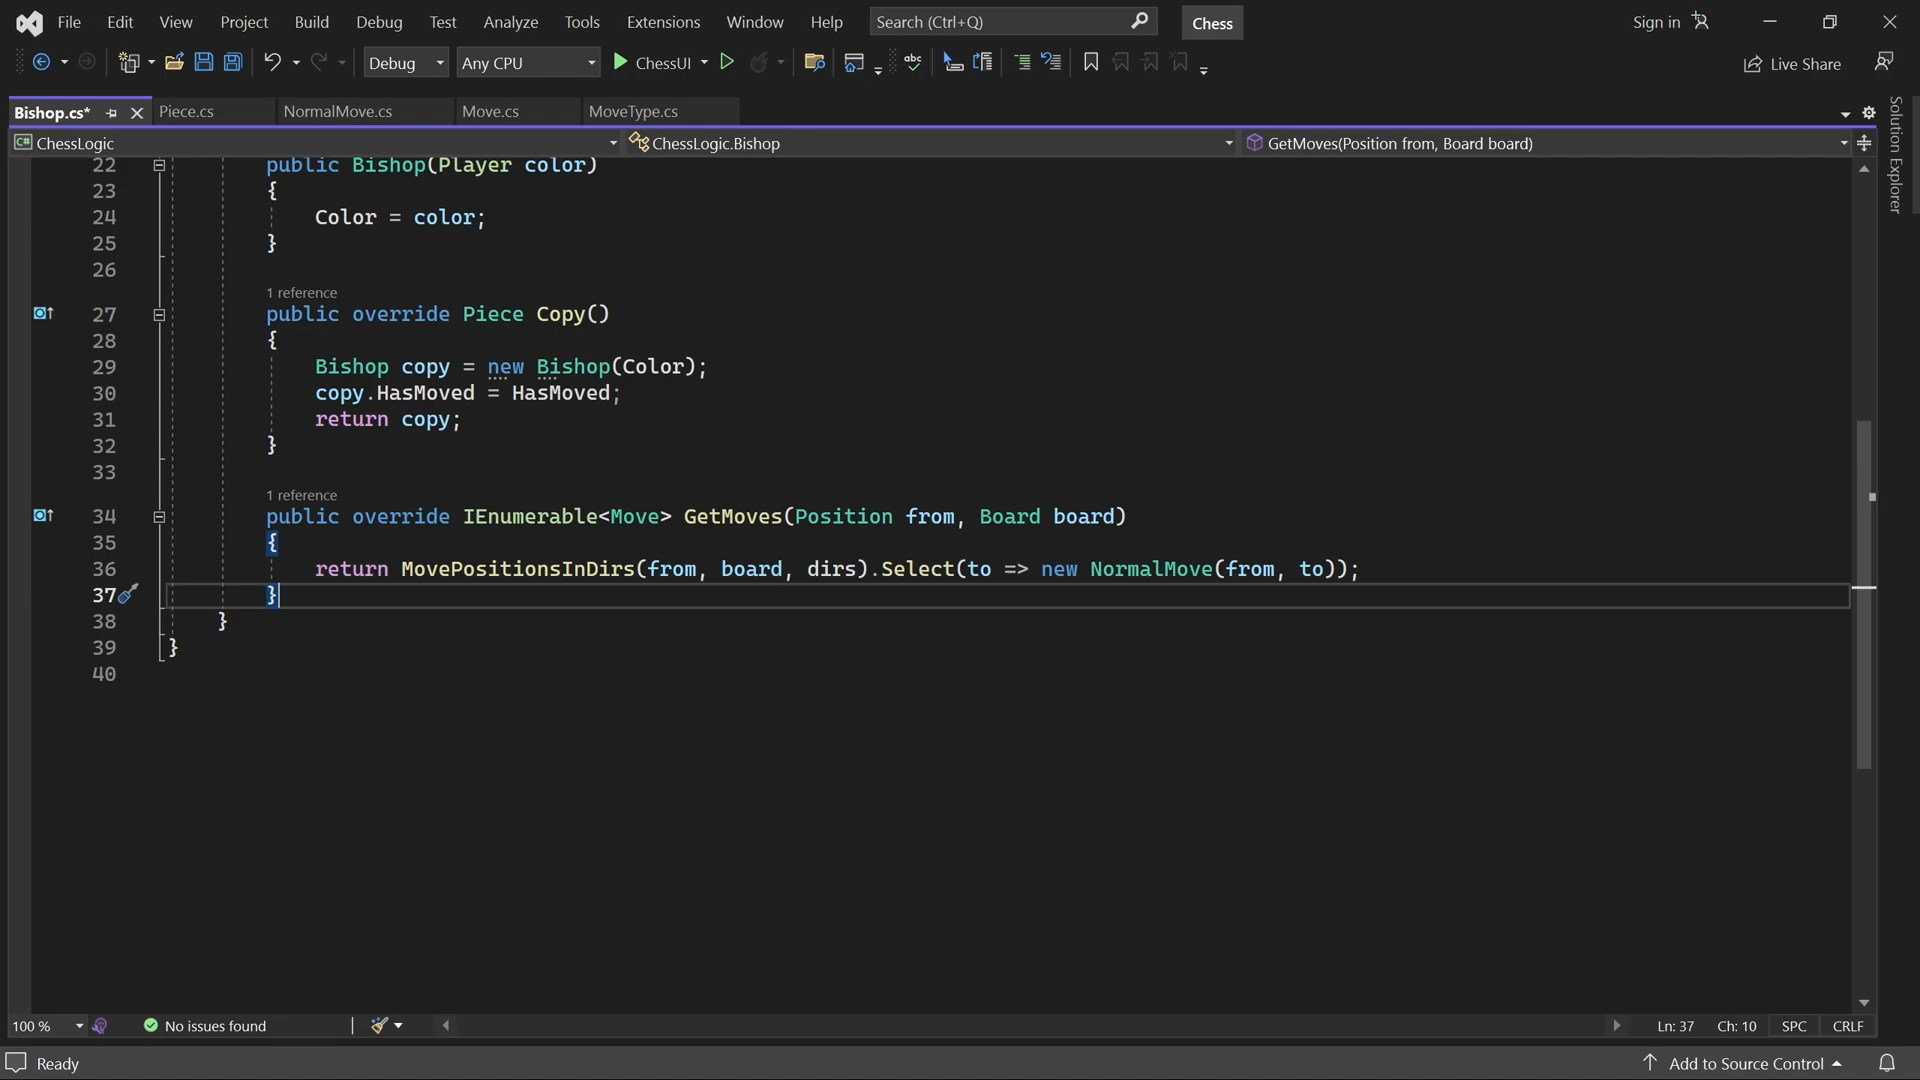 File Edit View Project Build Debug Test Analyze Tools Extensions Window Help Search (Ctrl+Q) Chess Sign in
Debug Any CPU ChessUI abc Live Share
Bishop.cs* Piece.cs NormalMove.cs Move.cs MoveType.cs
C# ChessLogic ChessLogic.Bishop GetMoves(Position from, Board board)
Solution Explorer
22 public Bishop(Player color)
23 {
24 Color = color;
25 }
26
1 reference
27 public override Piece Copy()
28 {
29 Bishop copy = new Bishop(Color);
30 copy.HasMoved = HasMoved;
31 return copy;
32 }
33
1 reference
34 public override IEnumerable<Move> GetMoves(Position from, Board board)
35 {
36 return MovePositionsInDirs(from, board, dirs).Select(to => new NormalMove(from, to));
37 }
38 }
39 }
40
100 % No issues found Ln: 37 Ch: 10 SPC CRLF
Ready Add to Source Control